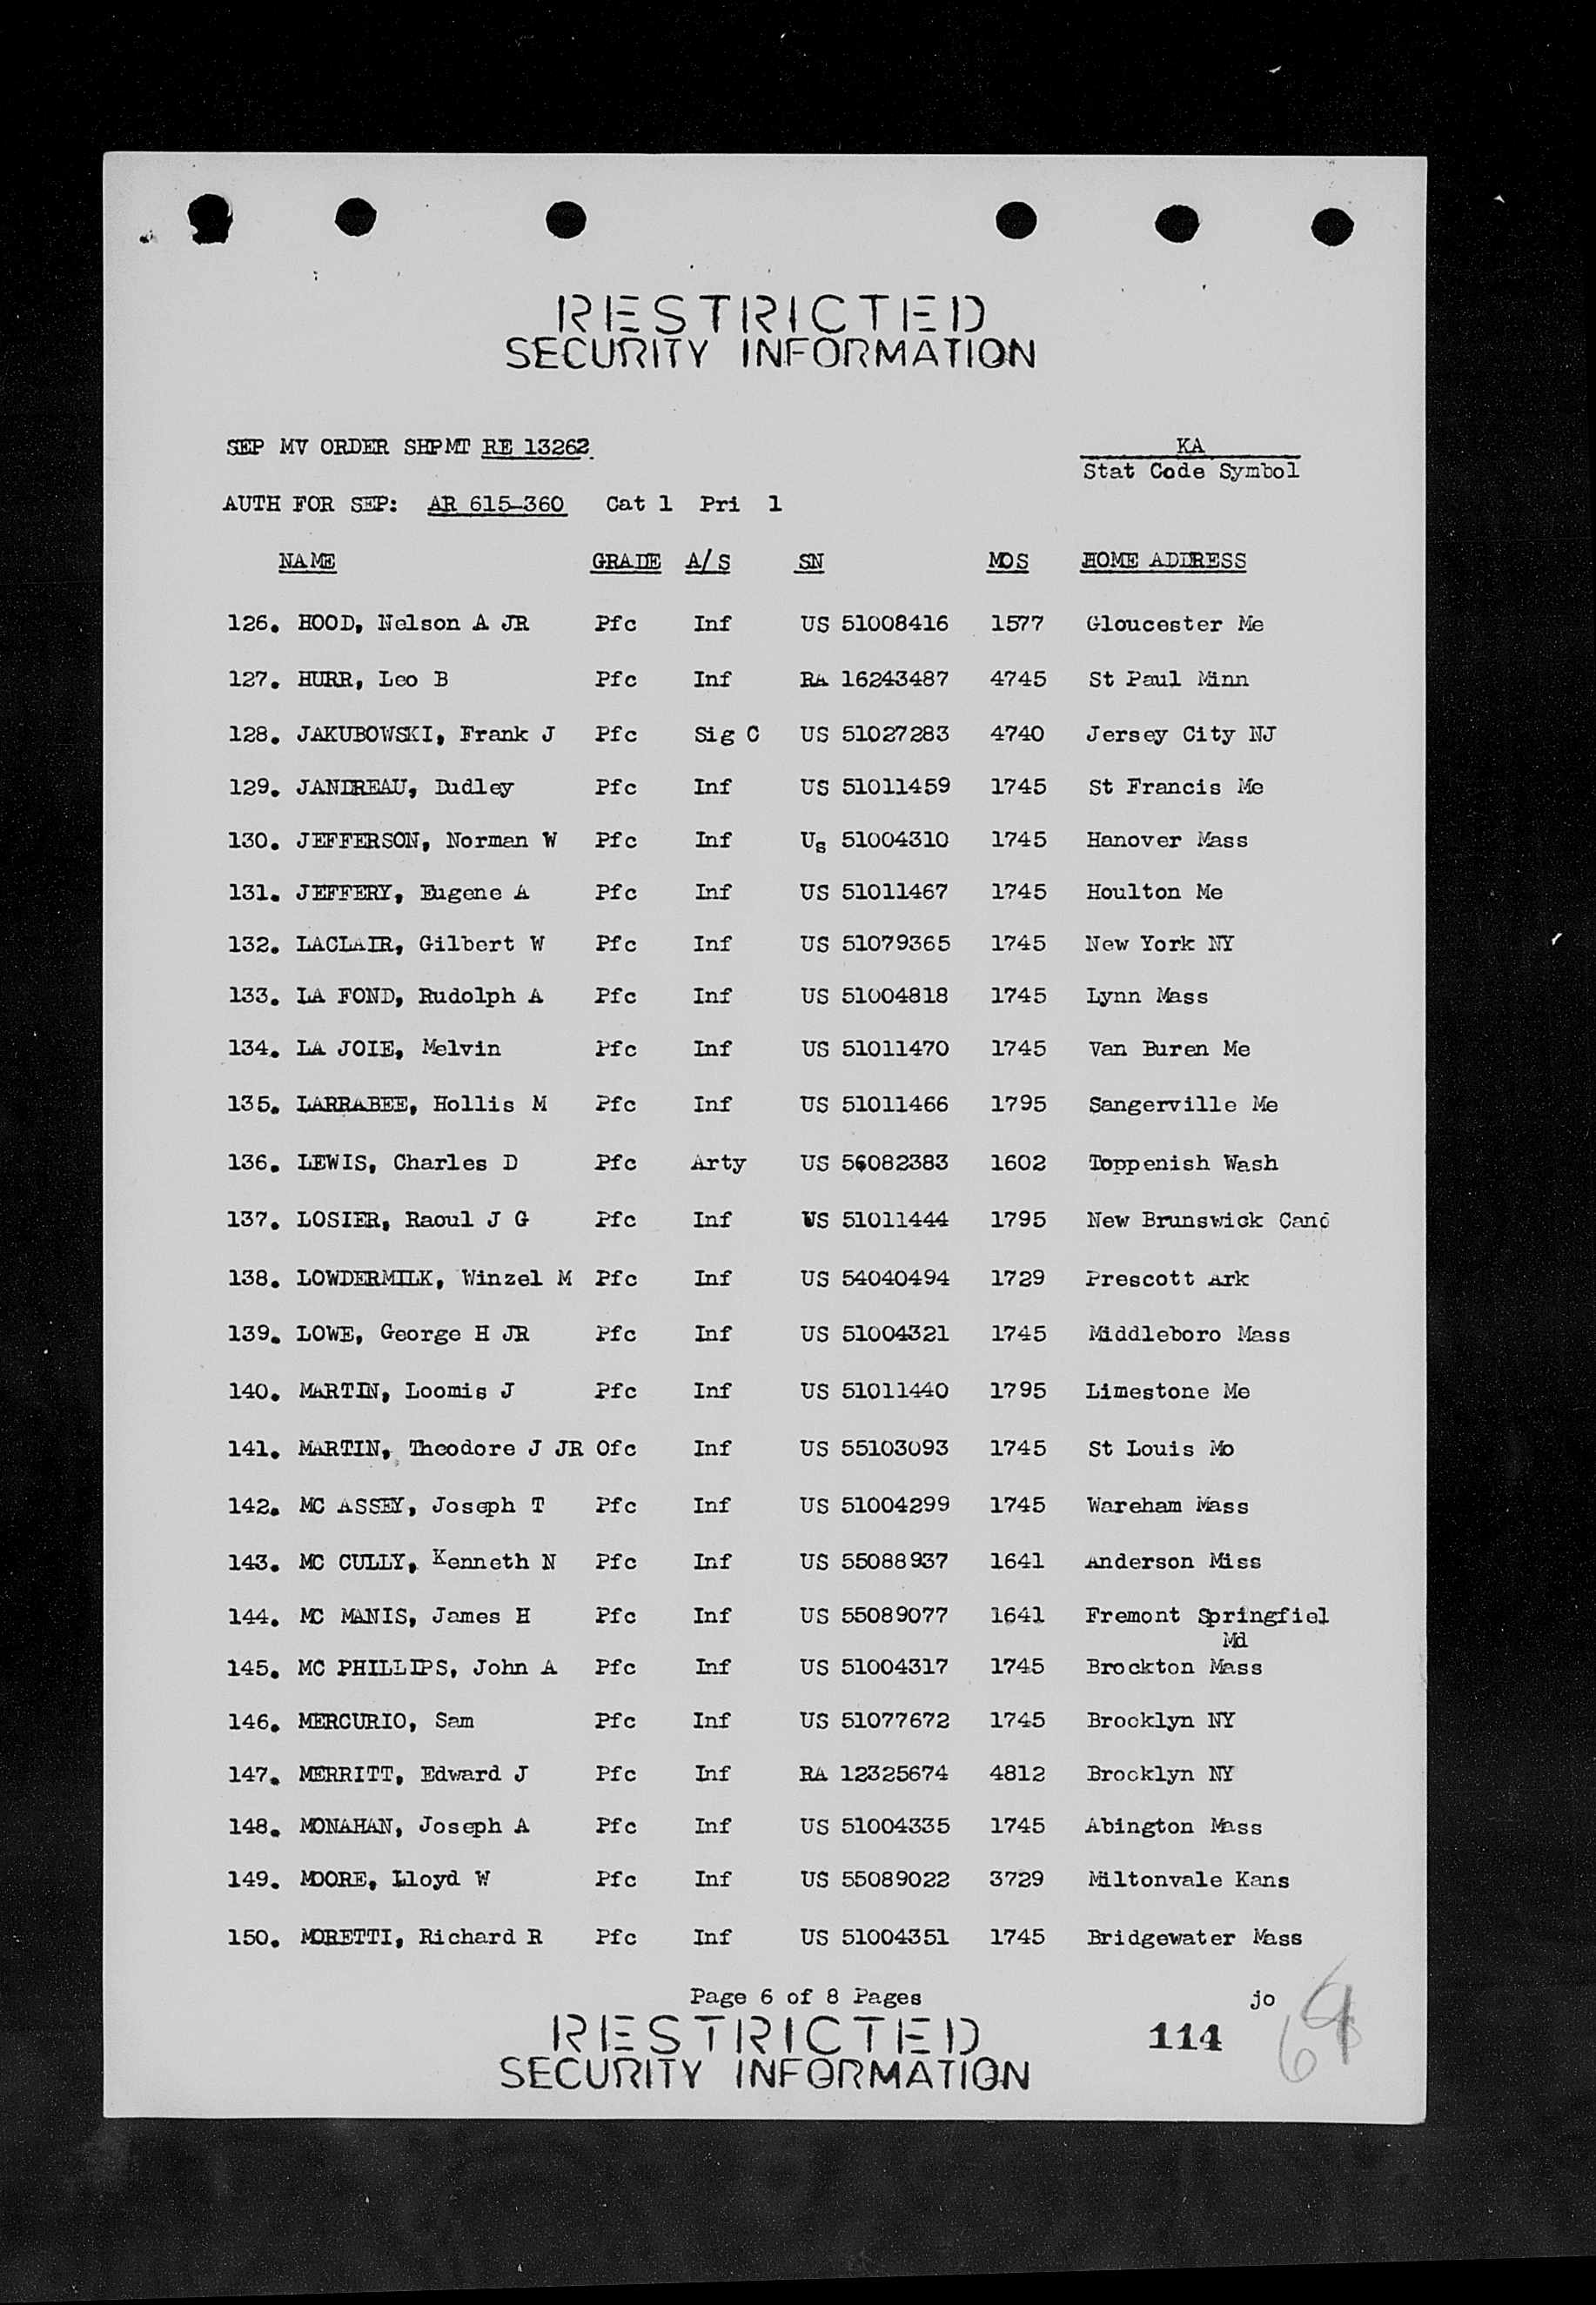 RESTRICTED
SECURITY INFORMATION
SEP MV ORDER SHPMT RE 13262 KA
Stat Code Symbol
AUTH FOR SEP: AR 615-360 Cat 1 Pri 1
NAME GRADE A/S SN MOS HOME ADDRESS
126. HOOD, Nelson A JR Pfc Inf US 51008416 1577 Gloucester Me
127. HURR, Leo B Pfc Inf RA 16243487 4745 St Paul Minn
128. JAKUBOWSKI, Frank J Pfc Sig C US 51027283 4740 Jersey City NJ
129. JANDREAU, Dudley Pfc Inf US 51011459 1745 St Francis Me
130. JEFFERSON, Norman W Pfc Inf Us 51004310 1745 Hanover Mass
131. JEFFERY, Eugene A Pfc Inf US 51011467 1745 Houlton Me
132. LACLAIR, Gilbert W Pfc Inf US 51079365 1745 New York NY
133. LA FOND, Rudolph A Pfc Inf US 51004818 1745 Lynn Mass
134. LA JOIE, Melvin Pfc Inf US 51011470 1745 Van Buren Me
135. LARRABEE, Hollis M Pfc Inf US 51011466 1795 Sangerville Me
136. LEWIS, Charles D Pfc Arty US 56082383 1602 Toppenish Wash
137. LOSIER, Raoul J G Pfc Inf US 51011444 1795 New Brunswick Cand
138. LOWDERMILK, Winzel M Pfc Inf US 54040494 1729 Prescott Ark
139. LOWE, George H JR Pfc Inf US 51004321 1745 Middleboro Mass
140. MARTIN, Loomis J Pfc Inf US 51011440 1795 Limestone Me
141. MARTIN, Theodore J JR Ofc Inf US 55103093 1745 St Louis Mo
142. MC ASSEY, Joseph T Pfc Inf US 51004299 1745 Wareham Mass
143. MC CULLY, Kenneth N Pfc Inf US 55088937 1641 Anderson Miss
144. MC MANIS, James H Pfc Inf US 55089077 1641 Fremont Springfiel
Md
145. MC PHILLIPS, John A Pfc Inf US 51004317 1745 Brockton Mass
146. MERCURIO, Sam Pfc Inf US 51077672 1745 Brooklyn NY
147. MERRITT, Edward J Pfc Inf RA 12325674 4812 Brooklyn NY
148. MONAHAN, Joseph A Pfc Inf US 51004335 1745 Abington Mass
149. MOORE, Lloyd W Pfc Inf US 55089022 3729 Miltonvale Kans
150. MORETTI, Richard R Pfc Inf US 51004351 1745 Bridgewater Mass
Page 6 of 8 Pages jo
RESTRICTED
SECURITY INFORMATION
114